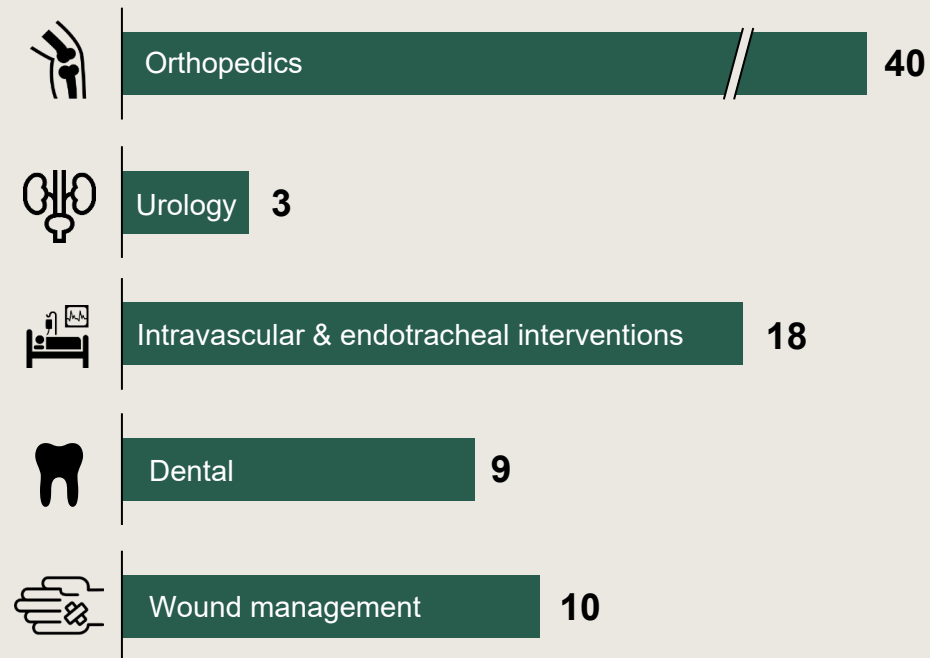 Orthopedics 40
Urology 3
Intravascular & endotracheal interventions 18
Dental 9
Wound management 10